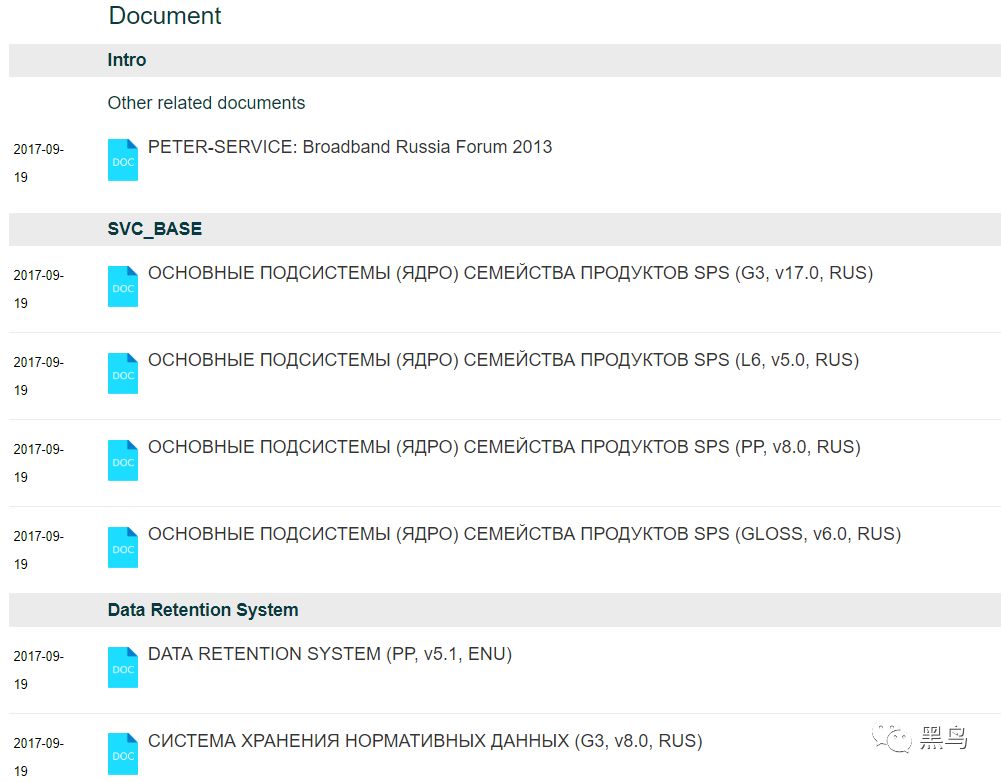 Document
Intro
Other related documents
2017-09-
19
DOC
PETER-SERVICE: Broadband Russia Forum 2013
SVC_BASE
2017-09-
19
DOC
ОСНОВНЫЕ ПОДСИСТЕМЫ (ЯДРО) СЕМЕЙСТВА ПРОДУКТОВ SPS (G3, v17.0, RUS)
2017-09-
19
DOC
ОСНОВНЫЕ ПОДСИСТЕМЫ (ЯДРО) СЕМЕЙСТВА ПРОДУКТОВ SPS (L6, v5.0, RUS)
2017-09-
19
DOC
ОСНОВНЫЕ ПОДСИСТЕМЫ (ЯДРО) СЕМЕЙСТВА ПРОДУКТОВ SPS (PP, v8.0, RUS)
2017-09-
19
DOC
ОСНОВНЫЕ ПОДСИСТЕМЫ (ЯДРО) СЕМЕЙСТВА ПРОДУКТОВ SPS (GLOSS, v6.0, RUS)
Data Retention System
2017-09-
19
DOC
DATA RETENTION SYSTEM (PP, v5.1, ENU)
2017-09-
19
DOC
СИСТЕМА ХРАНЕНИЯ НОРМАТИВНЫХ ДАННЫХ (G3, v8.0, RUS)
黑鸟